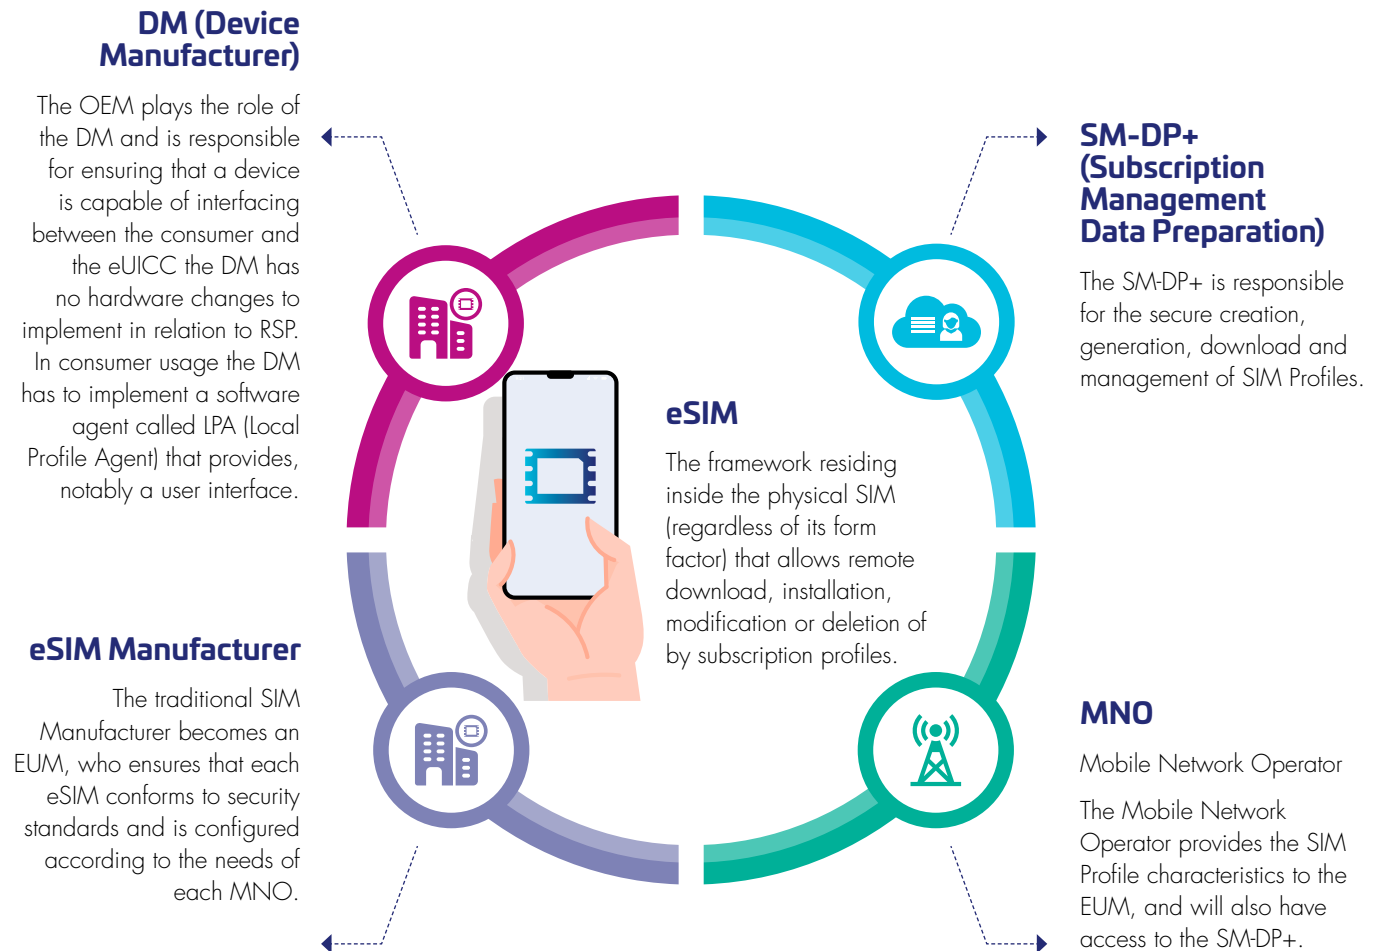 DM (Device
Manufacturer)
The OEM plays the role of
the DM and is responsible
for ensuring that a device
is capable of interfacing
between the consumer and
the eUICC the DM has
no hardware changes to
implement in relation to RSP.
In consumer usage the DM
has to implement a software
agent called LPA (Local
Profile Agent) that provides,
notably a user interface.
SM-DP+
(Subscription
Management
Data Preparation)
The SM-DP+ is responsible
for the secure creation,
generation, download and
management of SIM Profiles.
eSIM
The framework residing
inside the physical SIM
(regardless of its form
factor) that allows remote
download, installation,
modification or deletion of
by subscription profiles.
eSIM Manufacturer
The traditional SIM
Manufacturer becomes an
EUM, who ensures that each
eSIM conforms to security
standards and is configured
according to the needs of
each MNO.
MNO
Mobile Network Operator
The Mobile Network
Operator provides the SIM
Profile characteristics to the
EUM, and will also have
access to the SM-DP+.